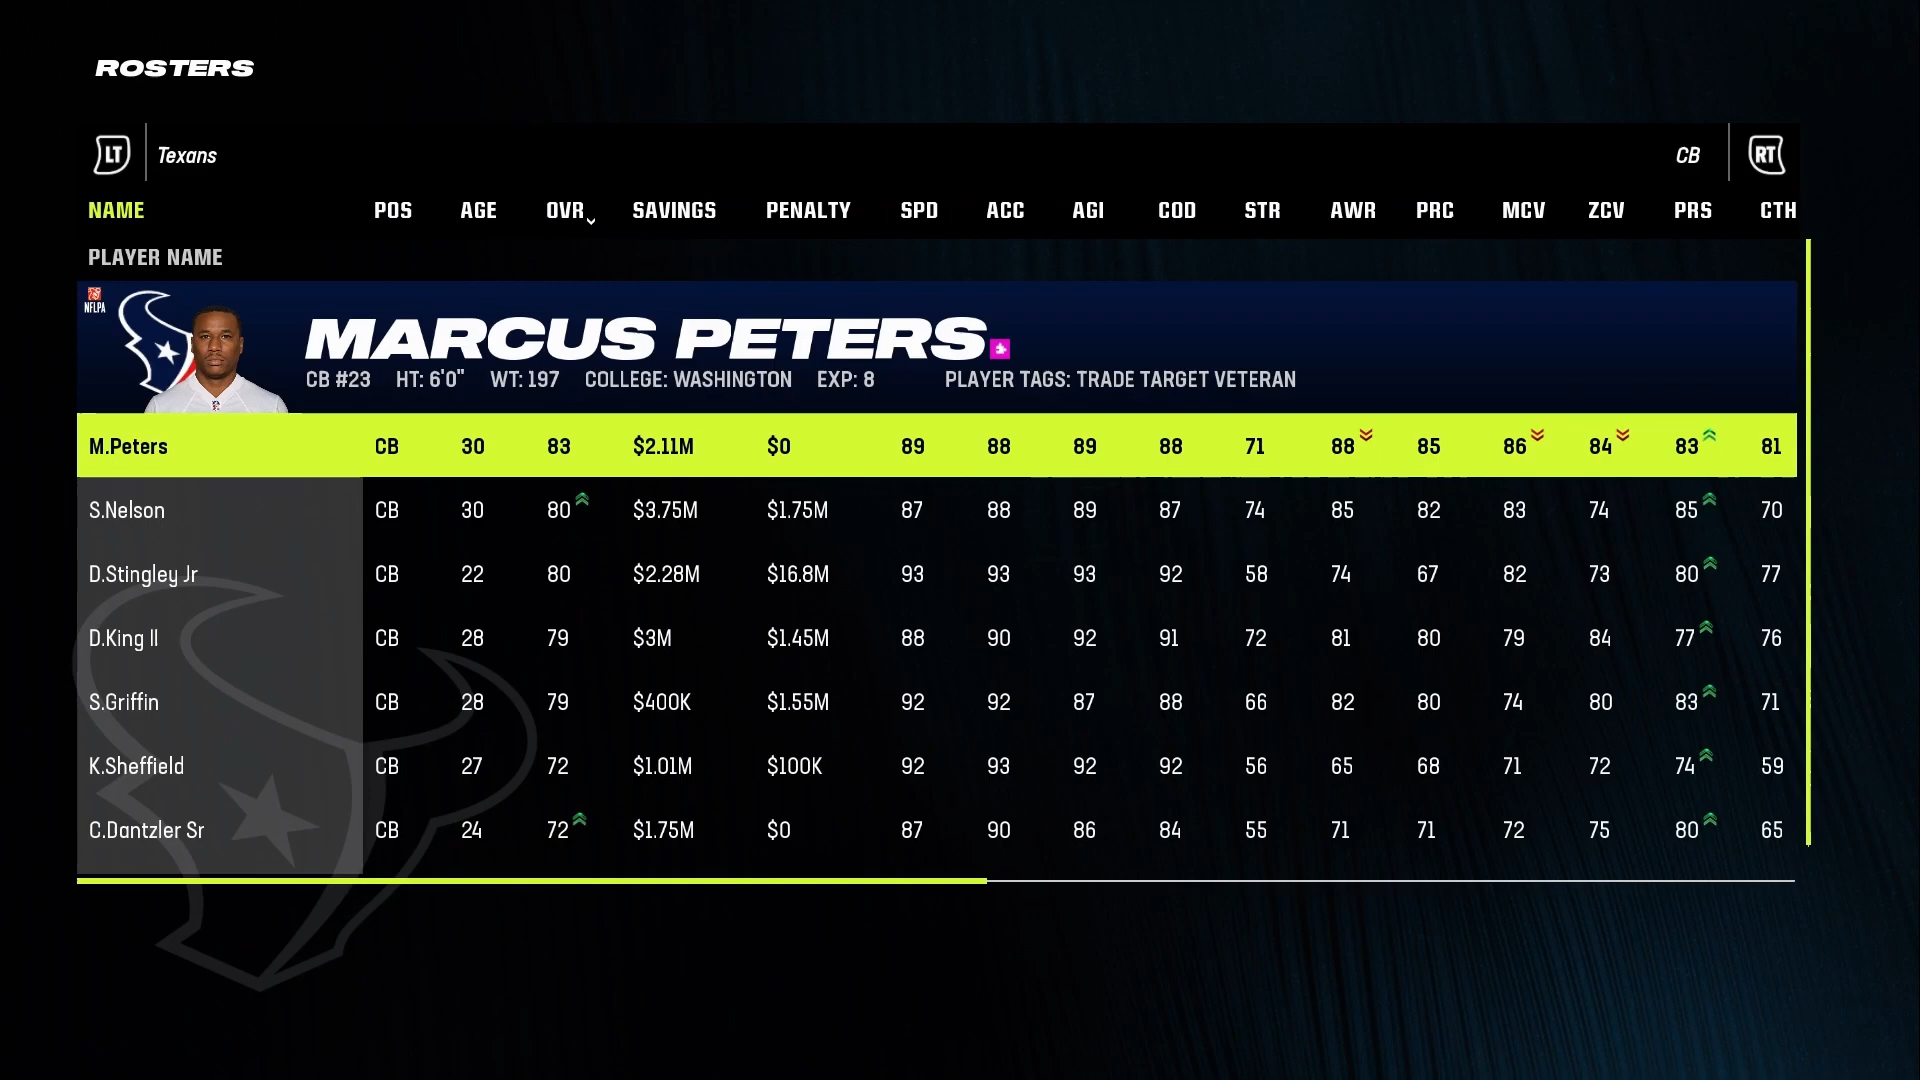 ROSTERS
LT Texans CB RT
NAME POS AGE OVR SAVINGS PENALTY SPD ACC AGI COD STR AWR PRC MCV ZCV PRS CTH
PLAYER NAME
NFLPA
MARCUS PETERS
CB #23 HT: 6'0" WT: 197 COLLEGE: WASHINGTON EXP: 8 PLAYER TAGS: TRADE TARGET VETERAN
M.Peters CB 30 83 $2.11M $0 89 88 89 88 71 88 85 86 84 83 81
S.Nelson CB 30 80 $3.75M $1.75M 87 88 89 87 74 85 82 83 74 85 70
D.Stingley Jr CB 22 80 $2.28M $16.8M 93 93 93 92 58 74 67 82 73 80 77
D.King II CB 28 79 $3M $1.45M 88 90 92 91 72 81 80 79 84 77 76
S.Griffin CB 28 79 $400K $1.55M 92 92 87 88 66 82 80 74 80 83 71
K.Sheffield CB 27 72 $1.01M $100K 92 93 92 92 56 65 68 71 72 74 59
C.Dantzler Sr CB 24 72 $1.75M $0 87 90 86 84 55 71 71 72 75 80 65